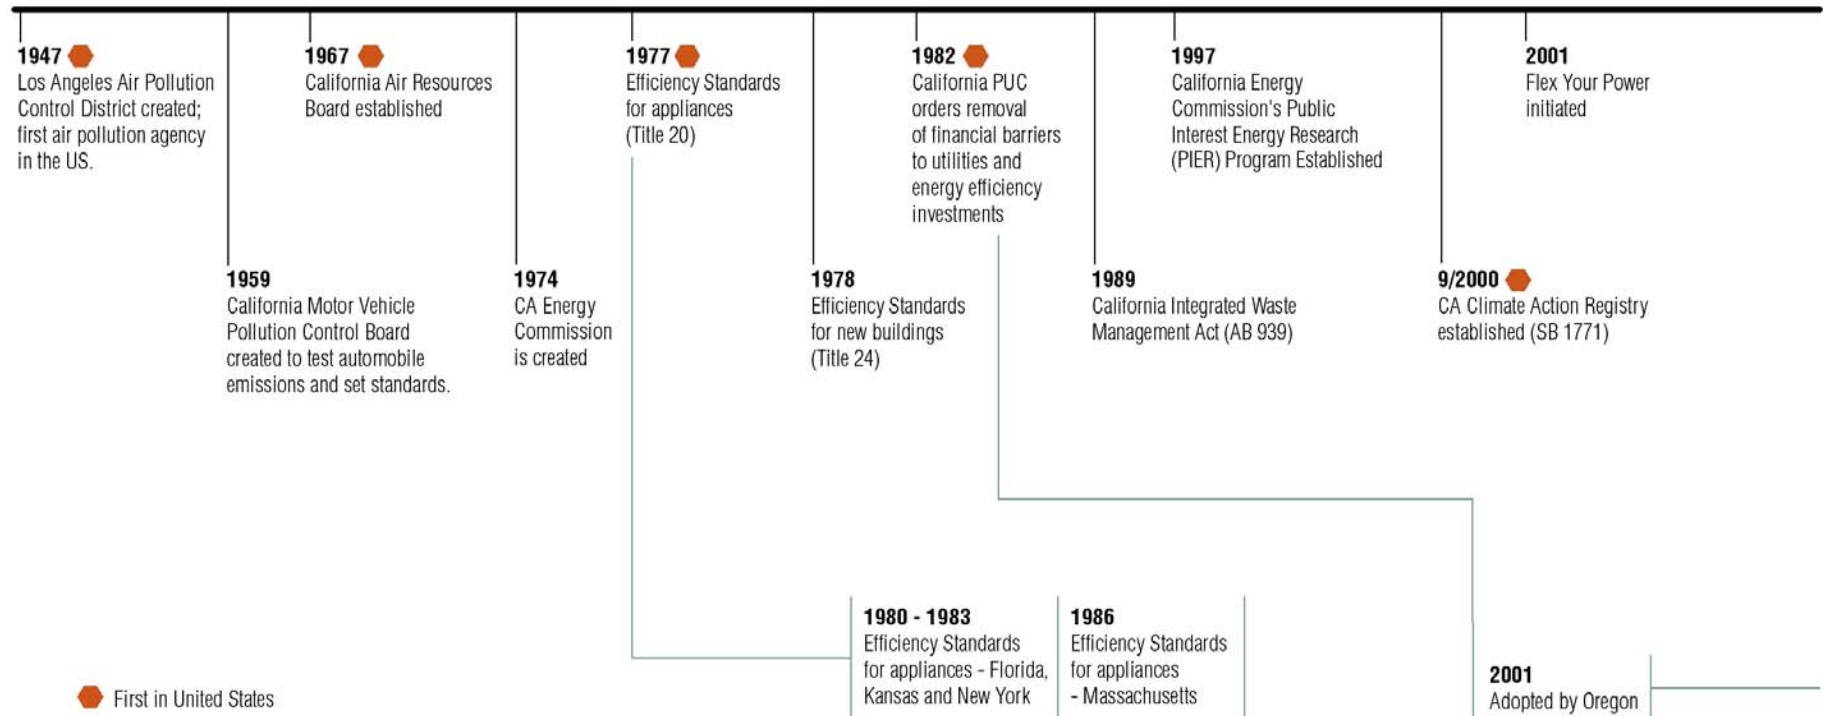 1947
Los Angeles Air Pollution
Control District created;
first air pollution agency
in the US.
1959
California Motor Vehicle
Pollution Control Board
created to test automobile
emissions and set standards.
1967
California Air Resources
Board established
1974
CA Energy
Commission
is created
1977
Efficiency Standards
for appliances
(Title 20)
1978
Efficiency Standards
for new buildings
(Title 24)
1982
California PUC
orders removal
of financial barriers
to utilities and
energy efficiency
investments
1989
California Integrated Waste
Management Act (AB 939)
1997
California Energy
Commission's Public
Interest Energy Research
(PIER) Program Established
9/2000
CA Climate Action Registry
established (SB 1771)
2001
Flex Your Power
initiated
1980 - 1983
Efficiency Standards
for appliances - Florida,
Kansas and New York
1986
Efficiency Standards
for appliances
- Massachusetts
2001
Adopted by Oregon
First in United States